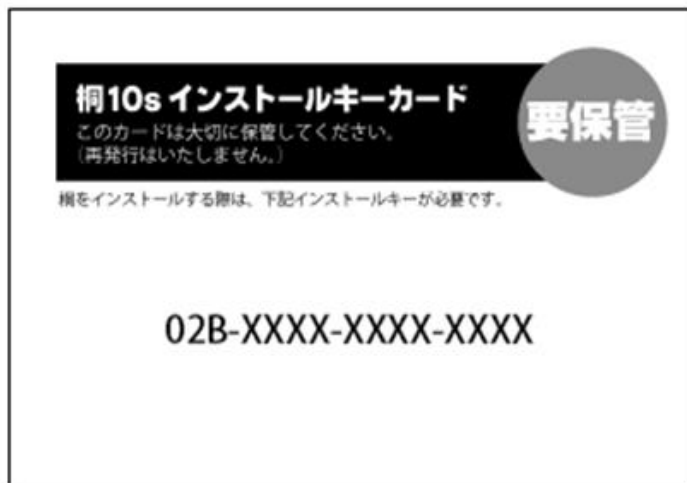 桐10s インストールキーカード
このカードは大切に保管してください。
(再発行はいたしません。)
要保管
桐をインストールする際は、下記インストールキーが必要です。
02B-XXXX-XXXX-XXXX